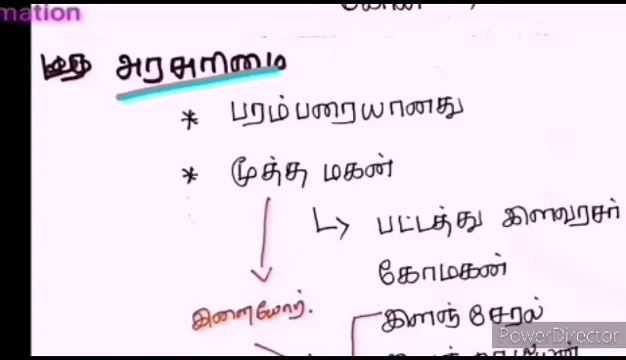 mation
அரசுரிமை
* பரம்பரையானது
* மூத்த மகன்
↳ பட்டத்து இளவரசர்
கோமகன்
இளையோர்.
இளஞ் சேரல்
PowerDirector